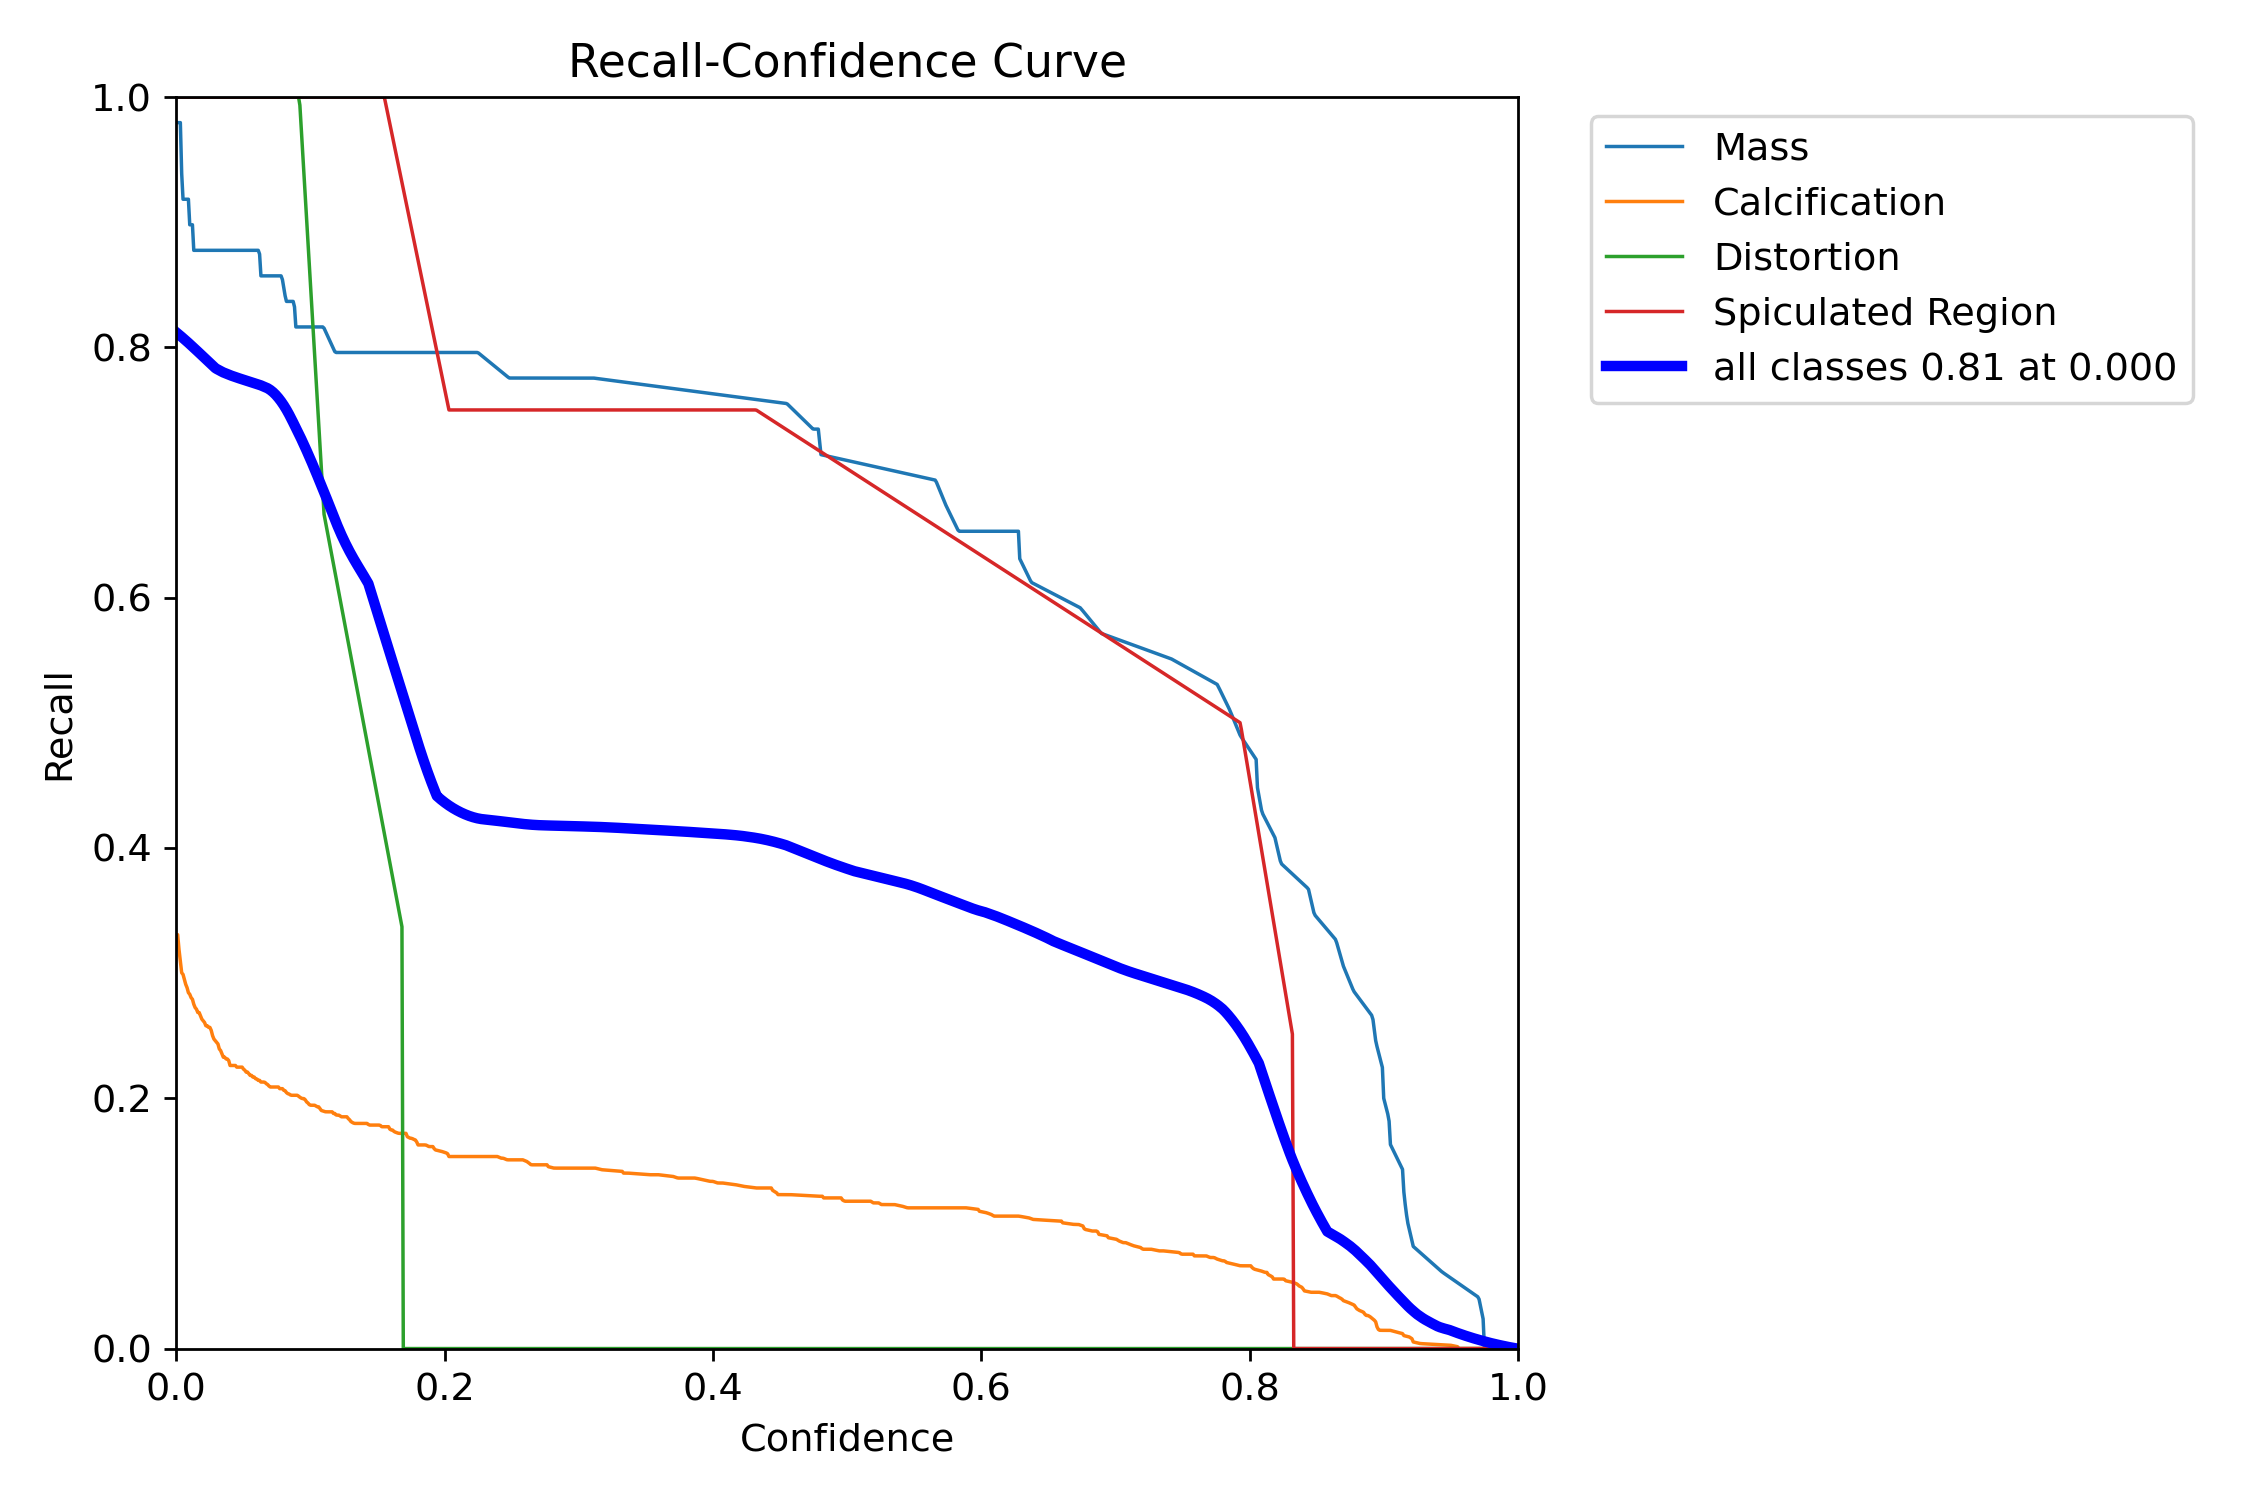 Recall-Confidence Curve
1.0
0.8
0.6
0.4
0.2
0.0
Recall
0.0 0.2 0.4 0.6 0.8 1.0
Confidence
Mass
Calcification
Distortion
Spiculated Region
all classes 0.81 at 0.000